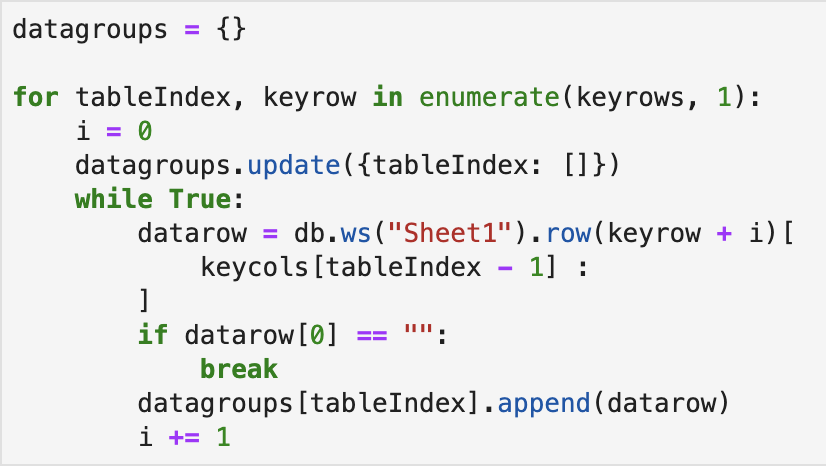 datagroups = {}

for tableIndex, keyrow in enumerate(keyrows, 1):
    i = 0
    datagroups.update({tableIndex: []})
    while True:
        datarow = db.ws("Sheet1").row(keyrow + i)[
            keycols[tableIndex - 1] :
        ]
        if datarow[0] == "":
            break
        datagroups[tableIndex].append(datarow)
        i += 1